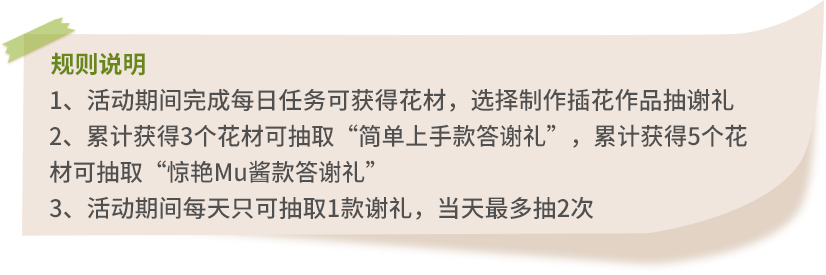 规则说明
1、活动期间完成每日任务可获得花材，选择制作插花作品抽谢礼
2、累计获得3个花材可抽取“简单上手款答谢礼”，累计获得5个花
材可抽取“惊艳Mu酱款答谢礼”
3、活动期间每天只可抽取1款谢礼，当天最多抽2次